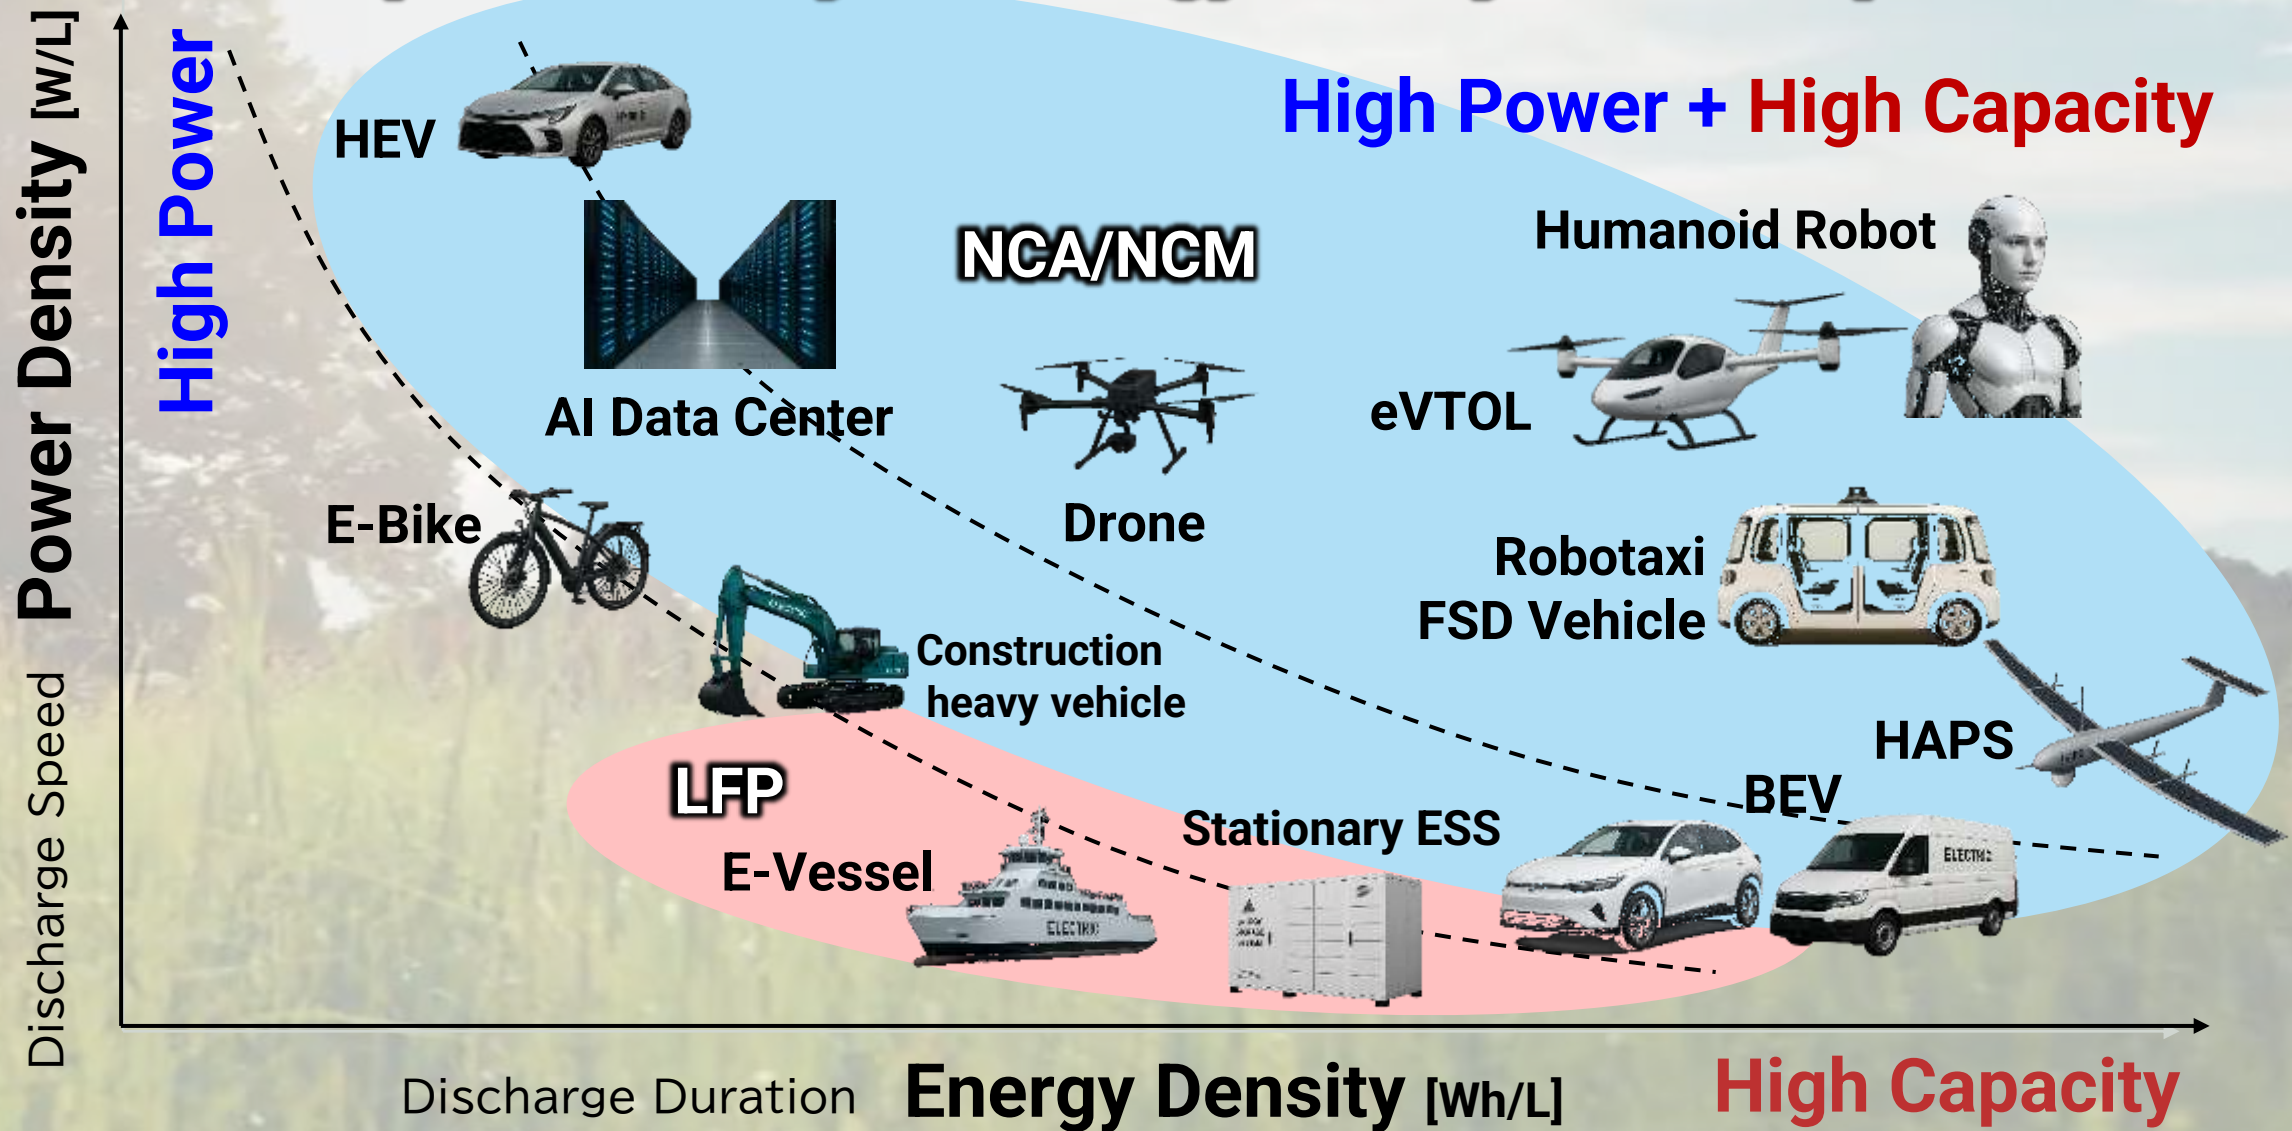 Power Density [W/L]
Discharge Speed
High Power
High Power + High Capacity
HEV
NCA/NCM
Humanoid Robot
AI Data Center
eVTOL
E-Bike
Drone
Robotaxi
FSD Vehicle
Construction
heavy vehicle
HAPS
LFP
BEV
Stationary ESS
E-Vessel
ELECTRIC
ELECTRIC
Discharge Duration
Energy Density [Wh/L]
High Capacity